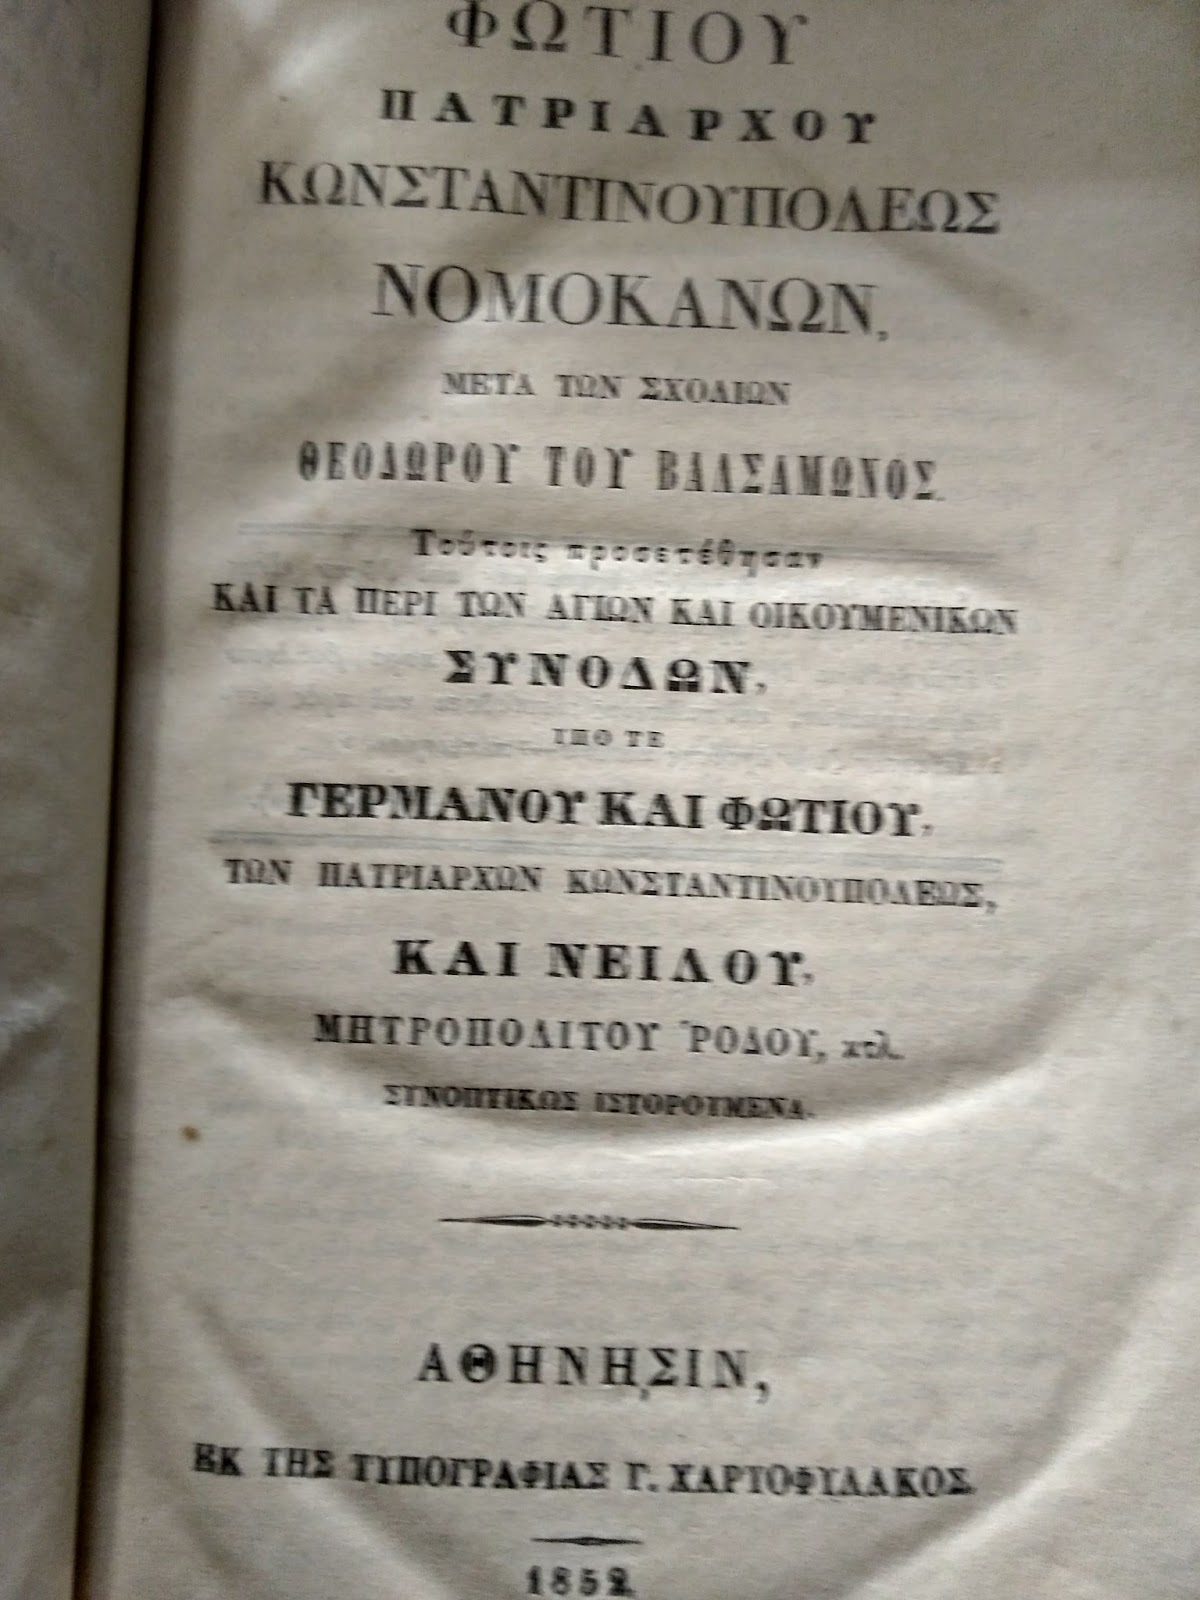 ΦΩΤΙΟΥ
ΠΑΤΡΙΑΡΧΟΥ
ΚΩΝΣΤΑΝΤΙΝΟΥΠΟΛΕΩΣ
ΝΟΜΟΚΑΝΩΝ,
ΜΕΤΑ ΤΩΝ ΣΧΟΛΙΩΝ
ΘΕΟΔΩΡΟΥ ΤΟΥ ΒΑΛΣΑΜΩΝΟΣ.
Τούτοις προσετέθησαν
ΚΑΙ ΤΑ ΠΕΡΙ ΤΩΝ ΑΓΙΩΝ ΚΑΙ ΟΙΚΟΥΜΕΝΙΚΩΝ
ΣΥΝΟΔΩΝ,
ΥΠΟ ΤΕ
ΓΕΡΜΑΝΟΥ ΚΑΙ ΦΩΤΙΟΥ,
ΤΩΝ ΠΑΤΡΙΑΡΧΩΝ ΚΩΝΣΤΑΝΤΙΝΟΥΠΟΛΕΩΣ,
ΚΑΙ ΝΕΙΛΟΥ,
ΜΗΤΡΟΠΟΛΙΤΟΥ ῬΟΔΟΥ, κτλ.
ΣΥΝΟΠΤΙΚΩΣ ΙΣΤΟΡΟΥΜΕΝΑ.
ΑΘΗΝΗΣΙΝ,
ΕΚ ΤΗΣ ΤΥΠΟΓΡΑΦΙΑΣ Γ. ΧΑΡΤΟΦΥΛΑΚΟΣ.
1852.